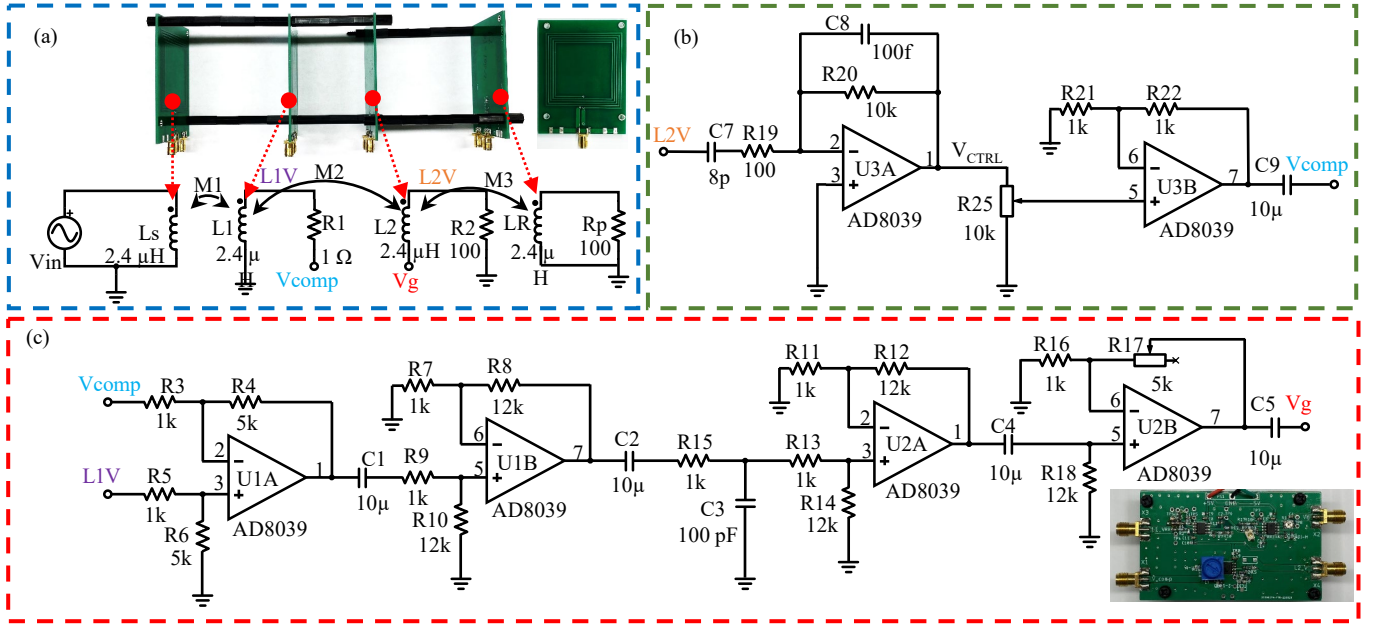 (a)
M1
L1V
M2
L2V
M3
Vin
Ls
2.4 µH
L1
2.4 µ
H
R1
1 Ω
Vcomp
L2
2.4 µH
Vg
R2
100
LR
2.4 µ
H
Rp
100
(b)
C8
100f
R20
10k
L2V
C7
8p
R19
100
2
3
1
U3A
AD8039
VCTRL
R25
10k
R21
1k
R22
1k
6
5
7
U3B
AD8039
C9
10µ
Vcomp
(c)
Vcomp
R3
1k
R4
5k
L1V
R5
1k
R6
5k
2
3
1
U1A
AD8039
C1
10µ
R9
1k
R10
12k
R7
1k
R8
12k
6
5
7
U1B
AD8039
C2
10µ
R15
1k
C3
100 pF
R13
1k
R14
12k
R11
1k
R12
12k
2
3
1
U2A
AD8039
C4
10µ
R18
12k
R16
1k
R17
5k
6
5
7
U2B
AD8039
C5
10µ
Vg